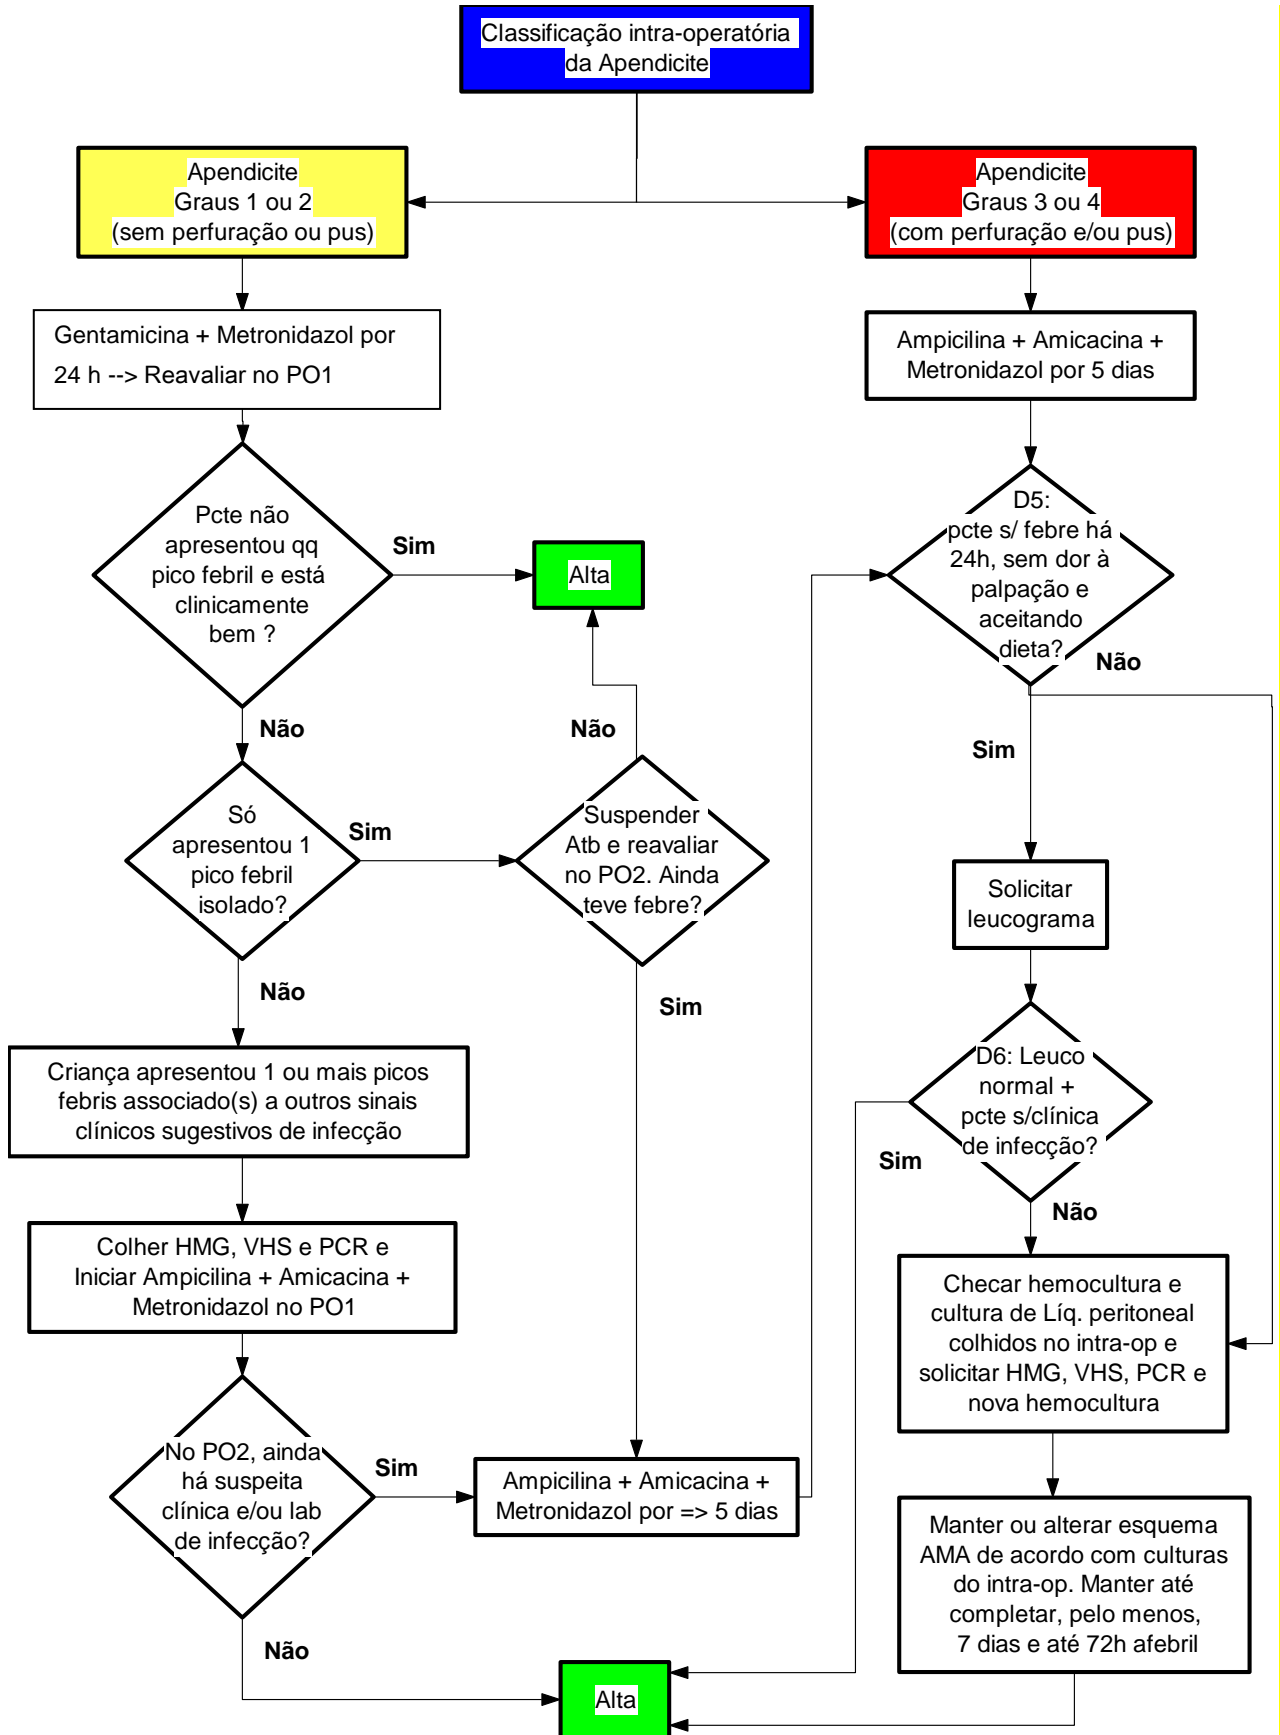 Classificação intra-operatória
da Apendicite
Apendicite
Graus 1 ou 2
(sem perfuração ou pus)
Apendicite
Graus 3 ou 4
(com perfuração e/ou pus)
Gentamicina + Metronidazol por
24 h --> Reavaliar no PO1
Ampicilina + Amicacina +
Metronidazol por 5 dias
Pcte não
apresentou qq
pico febril e está
clinicamente
bem ?
Sim
Alta
D5:
pcte s/ febre há
24h, sem dor à
palpação e
aceitando
dieta?
Não
Sim
Não
Não
Só
apresentou 1
pico febril
isolado?
Sim
Suspender
Atb e reavaliar
no PO2. Ainda
teve febre?
Solicitar
leucograma
Não
Sim
Criança apresentou 1 ou mais picos
febris associado(s) a outros sinais
clínicos sugestivos de infecção
D6: Leuco
normal +
pcte s/clínica
de infecção?
Sim
Não
Colher HMG, VHS e PCR e
Iniciar Ampicilina + Amicacina +
Metronidazol no PO1
Checar hemocultura e
cultura de Líq. peritoneal
colhidos no intra-op e
solicitar HMG, VHS, PCR e
nova hemocultura
No PO2, ainda
há suspeita
clínica e/ou lab
de infecção?
Sim
Ampicilina + Amicacina +
Metronidazol por => 5 dias
Manter ou alterar esquema
AMA de acordo com culturas
do intra-op. Manter até
completar, pelo menos,
7 dias e até 72h afebril
Não
Alta